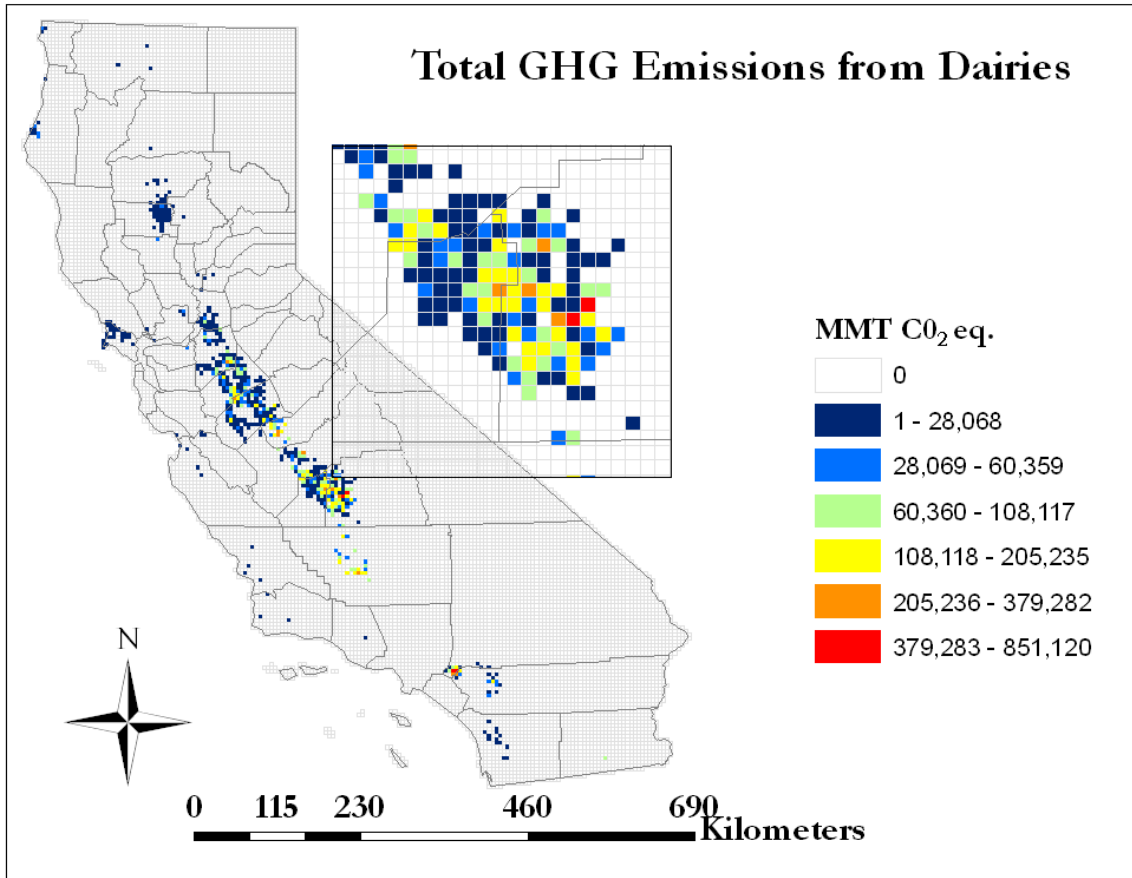 Total GHG Emissions from Dairies
MMT C0₂ eq.
0
1 - 28,068
28,069 - 60,359
60,360 - 108,117
108,118 - 205,235
205,236 - 379,282
379,283 - 851,120
N
0 115 230 460 690
Kilometers